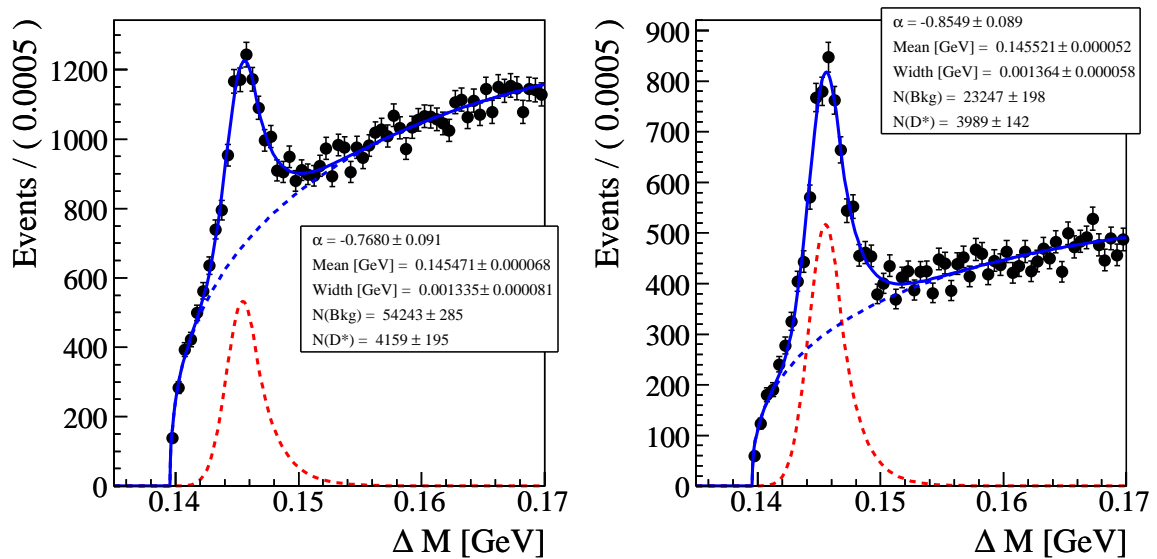 Events / ( 0.0005 )
1200
1000
800
600
400
200
0
α = -0.7680 ± 0.091
Mean [GeV] = 0.145471 ± 0.000068
Width [GeV] = 0.001335 ± 0.000081
N(Bkg) = 54243 ± 285
N(D*) = 4159 ± 195
0.14 0.15 0.16 0.17
Δ M [GeV]
Events / ( 0.0005 )
900
800
700
600
500
400
300
200
100
0
α = -0.8549 ± 0.089
Mean [GeV] = 0.145521 ± 0.000052
Width [GeV] = 0.001364 ± 0.000058
N(Bkg) = 23247 ± 198
N(D*) = 3989 ± 142
0.14 0.15 0.16 0.17
Δ M [GeV]